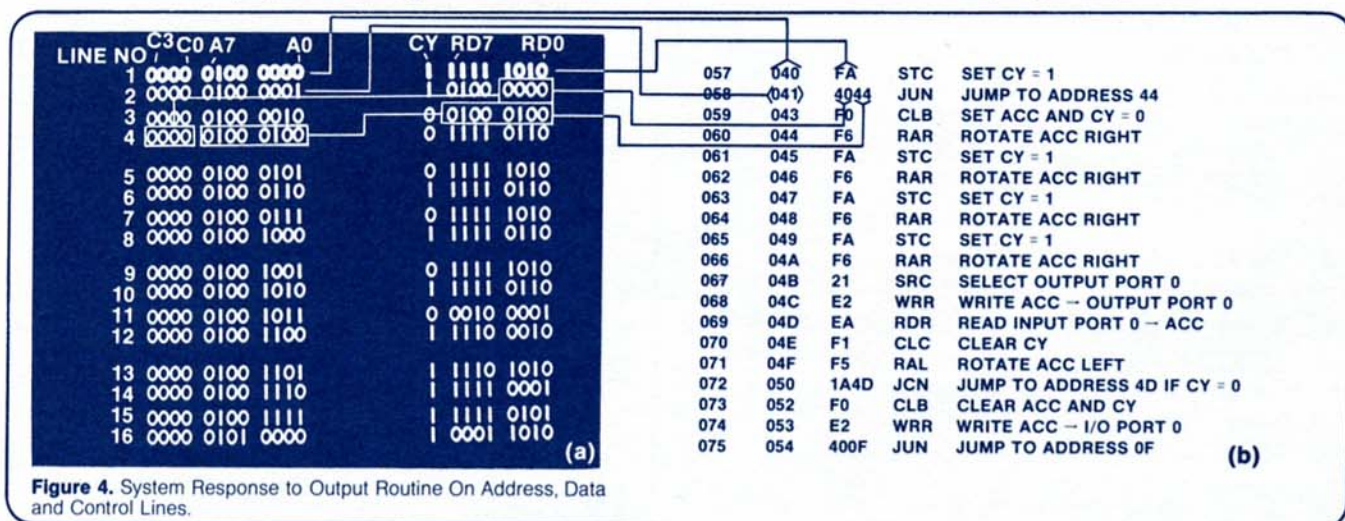 C3 C0 A7 A0 CY RD7 RD0
LINE NO
1 0000 0100 0000 1 1111 1010
2 0000 0100 0001 1 0100 0000
3 0000 0100 0010 0 0100 0100
4 0000 0100 0100 0 1111 0110
5 0000 0100 0101 0 1111 1010
6 0000 0100 0110 1 1111 0110
7 0000 0100 0111 0 1111 1010
8 0000 0100 1000 1 1111 0110
9 0000 0100 1001 0 1111 1010
10 0000 0100 1010 1 1111 0110
11 0000 0100 1011 0 0010 0001
12 0000 0100 1100 1 1110 0010
13 0000 0100 1101 1 1110 1010
14 0000 0100 1110 1 1111 0001
15 0000 0100 1111 1 1111 0101
16 0000 0101 0000 1 0001 1010
(a)
057 040 FA STC SET CY = 1
058 (041) 4044 JUN JUMP TO ADDRESS 44
059 043 F0 CLB SET ACC AND CY = 0
060 044 F6 RAR ROTATE ACC RIGHT
061 045 FA STC SET CY = 1
062 046 F6 RAR ROTATE ACC RIGHT
063 047 FA STC SET CY = 1
064 048 F6 RAR ROTATE ACC RIGHT
065 049 FA STC SET CY = 1
066 04A F6 RAR ROTATE ACC RIGHT
067 04B 21 SRC SELECT OUTPUT PORT 0
068 04C E2 WRR WRITE ACC → OUTPUT PORT 0
069 04D EA RDR READ INPUT PORT 0 → ACC
070 04E F1 CLC CLEAR CY
071 04F F5 RAL ROTATE ACC LEFT
072 050 1A4D JCN JUMP TO ADDRESS 4D IF CY = 0
073 052 F0 CLB CLEAR ACC AND CY
074 053 E2 WRR WRITE ACC → I/O PORT 0
075 054 400F JUN JUMP TO ADDRESS 0F
(b)
Figure 4. System Response to Output Routine On Address, Data
and Control Lines.